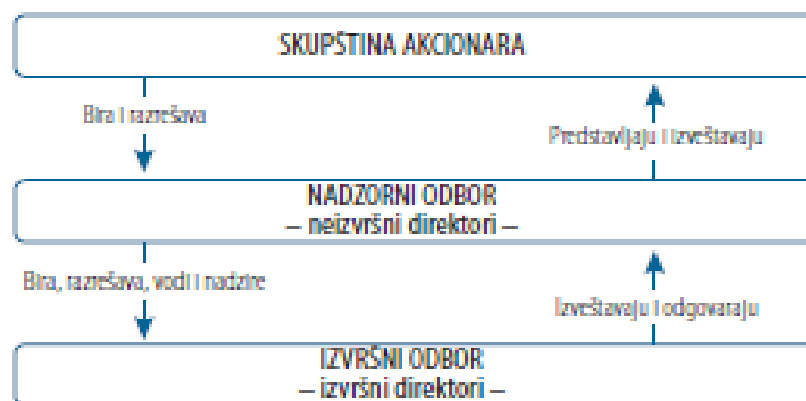 SKUPŠTINA AKCIONARA
Bira i razrešava
Predstavljaju i izveštavaju
NADZORNI ODBOR
– neizvršni direktori –
Bira, razrešava, vodi i nadzire
Izveštavaju i odgovaraju
IZVRŠNI ODBOR
– izvršni direktori –